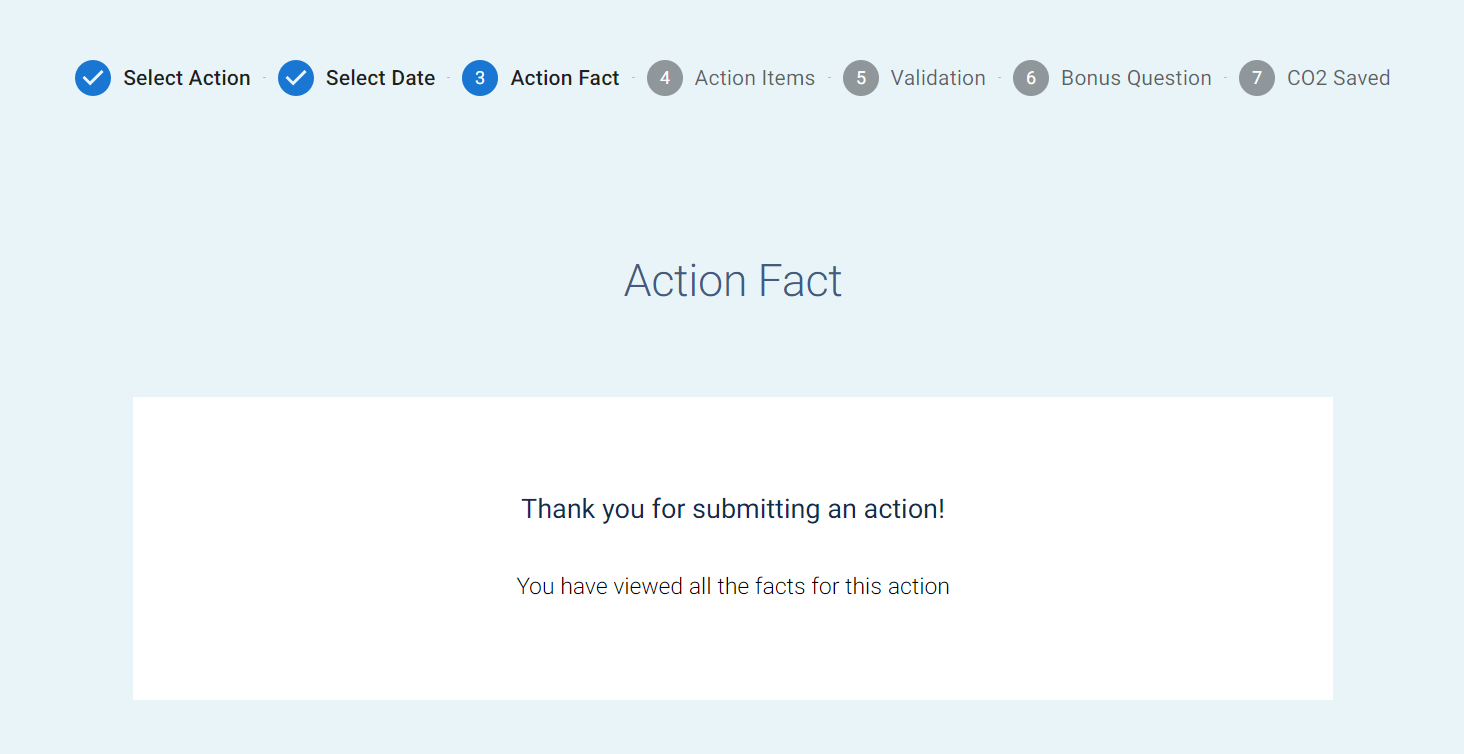 Select Action - Select Date - 3 Action Fact - 4 Action Items - 5 Validation - 6 Bonus Question - 7 CO2 Saved
Action Fact
Thank you for submitting an action!
You have viewed all the facts for this action